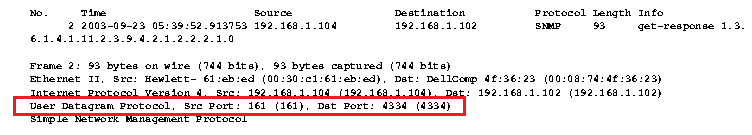 No. Time Source Destination Protocol Length Info
2 2003-09-23 05:39:52.913753 192.168.1.104 192.168.1.102 SNMP 93 get-response 1.3.
6.1.4.1.11.2.3.9.4.2.1.2.2.2.1.0
Frame 2: 93 bytes on wire (744 bits), 93 bytes captured (744 bits)
Ethernet II, Src: Hewlett- 61:eb:ed (00:30:c1:61:eb:ed), Dst: DellComp 4f:36:23 (00:08:74:4f:36:23)
Internet Protocol Version 4, Src: 192.168.1.104 (192.168.1.104), Dst: 192.168.1.102 (192.168.1.102)
User Datagram Protocol, Src Port: 161 (161), Dst Port: 4334 (4334)
Simple Network Management Protocol